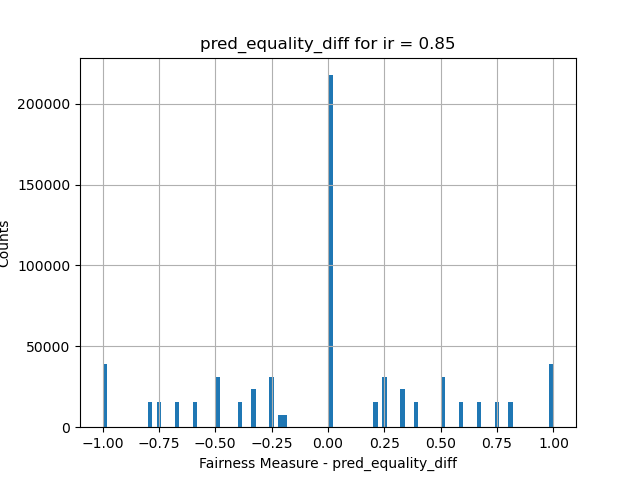 pred_equality_diff for ir = 0.85
200000
150000
100000
50000
0
Counts
−1.00 −0.75 −0.50 −0.25 0.00 0.25 0.50 0.75 1.00
Fairness Measure - pred_equality_diff